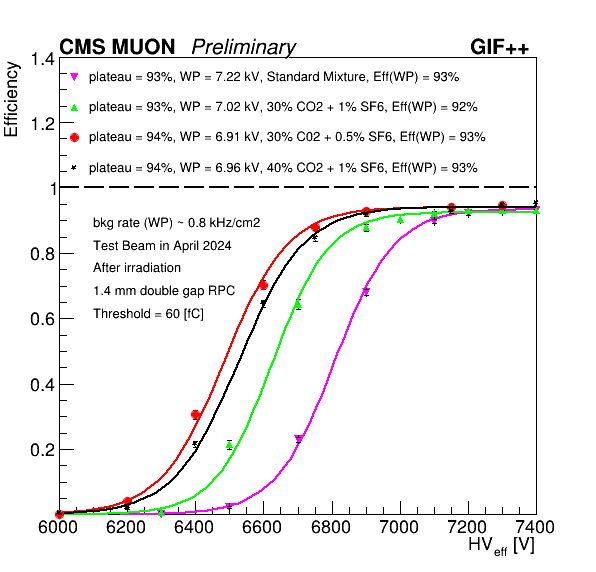 CMS MUON Preliminary GIF++
Efficiency
1.4
plateau = 93%, WP = 7.22 kV, Standard Mixture, Eff(WP) = 93%
plateau = 93%, WP = 7.02 kV, 30% CO2 + 1% SF6, Eff(WP) = 92%
1.2
plateau = 94%, WP = 6.91 kV, 30% C02 + 0.5% SF6, Eff(WP) = 93%
plateau = 94%, WP = 6.96 kV, 40% CO2 + 1% SF6, Eff(WP) = 93%
1
bkg rate (WP) ~ 0.8 kHz/cm2
Test Beam in April 2024
0.8
After irradiation
1.4 mm double gap RPC
Threshold = 60 [fC]
0.6
0.4
0.2
6000 6200 6400 6600 6800 7000 7200 7400
HVeff [V]